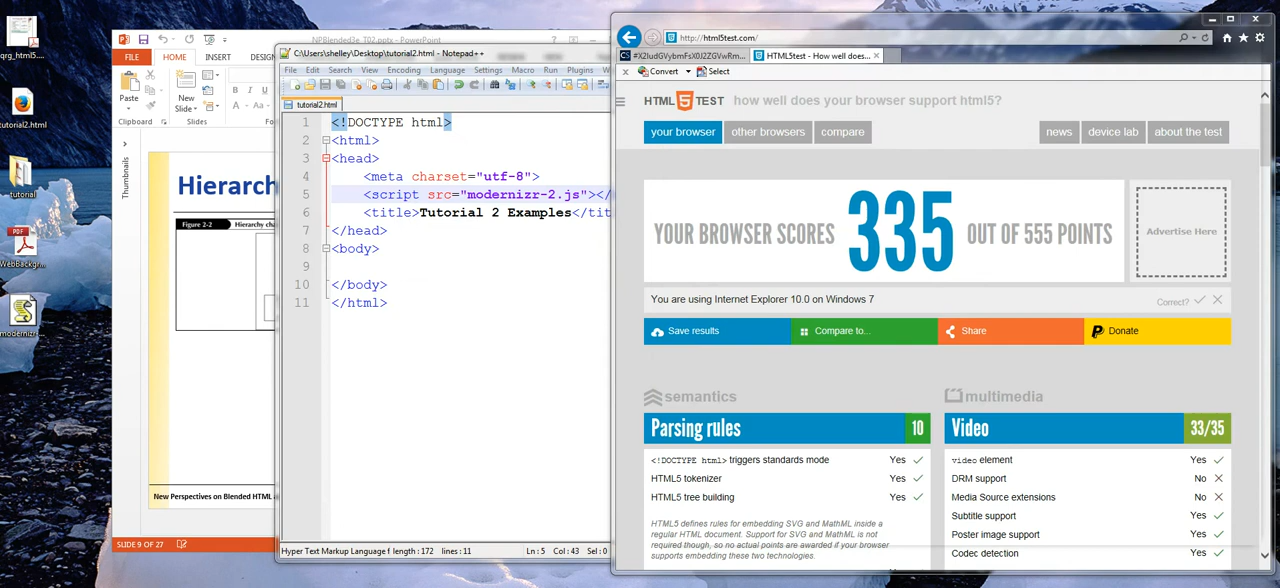 qrg_html5....
tutorial2.html
tutorial
WebBackgr...
modernizr-...
NPBlended3e_T02.pptx - PowerPoint
FILE HOME INSERT DESIGN
Paste
New
Slide
B I U
Clipboard Slides
Thumbnails
Hierarch
Figure 2-2 Hierarchy cha
New Perspectives on Blended HTML
SLIDE 9 OF 27
C:\Users\shelley\Desktop\tutorial2.html - Notepad++
File Edit Search View Encoding Language Settings Macro Run Plugins
tutorial2.html
1 <!DOCTYPE html>
2 <html>
3 <head>
4 <meta charset="utf-8">
5 <script src="modernizr-2.js"></
6 <title>Tutorial 2 Examples</tit
7 </head>
8 <body>
9
10 </body>
11 </html>
Hyper Text Markup Language f length : 172 lines : 11 Ln : 5 Col : 43 Sel : 0
http://html5test.com/
HTML5test - How well does...
Convert Select
HTML 5 TEST how well does your browser support html5?
your browser other browsers compare news device lab about the test
YOUR BROWSER SCORES 335 OUT OF 555 POINTS
Advertise Here
You are using Internet Explorer 10.0 on Windows 7
Correct?
Save results Compare to... Share Donate
semantics
Parsing rules 10
<!DOCTYPE html> triggers standards mode Yes ✓
HTML5 tokenizer Yes ✓
HTML5 tree building Yes ✓
HTML5 defines rules for embedding SVG and MathML inside a
regular HTML document. Support for SVG and MathML is not
required though, so no actual points are awarded if your browser
supports embedding these two technologies.
multimedia
Video 33/35
video element Yes ✓
DRM support No ✕
Media Source extensions No ✕
Subtitle support Yes ✓
Poster image support Yes ✓
Codec detection Yes ✓